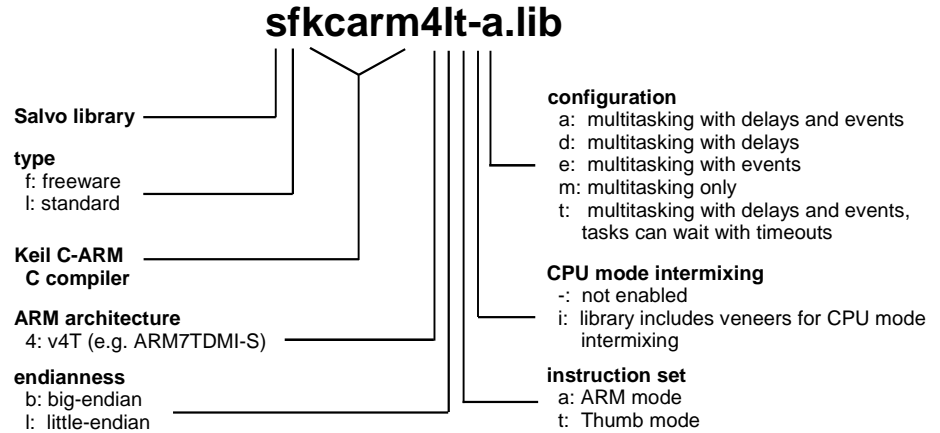 sfkcarm4lt-a.lib
Salvo library
type
f: freeware
l: standard
Keil C-ARM
C compiler
ARM architecture
4: v4T (e.g. ARM7TDMI-S)
endianness
b: big-endian
l: little-endian
configuration
a: multitasking with delays and events
d: multitasking with delays
e: multitasking with events
m: multitasking only
t: multitasking with delays and events,
tasks can wait with timeouts
CPU mode intermixing
-: not enabled
i: library includes veneers for CPU mode
intermixing
instruction set
a: ARM mode
t: Thumb mode